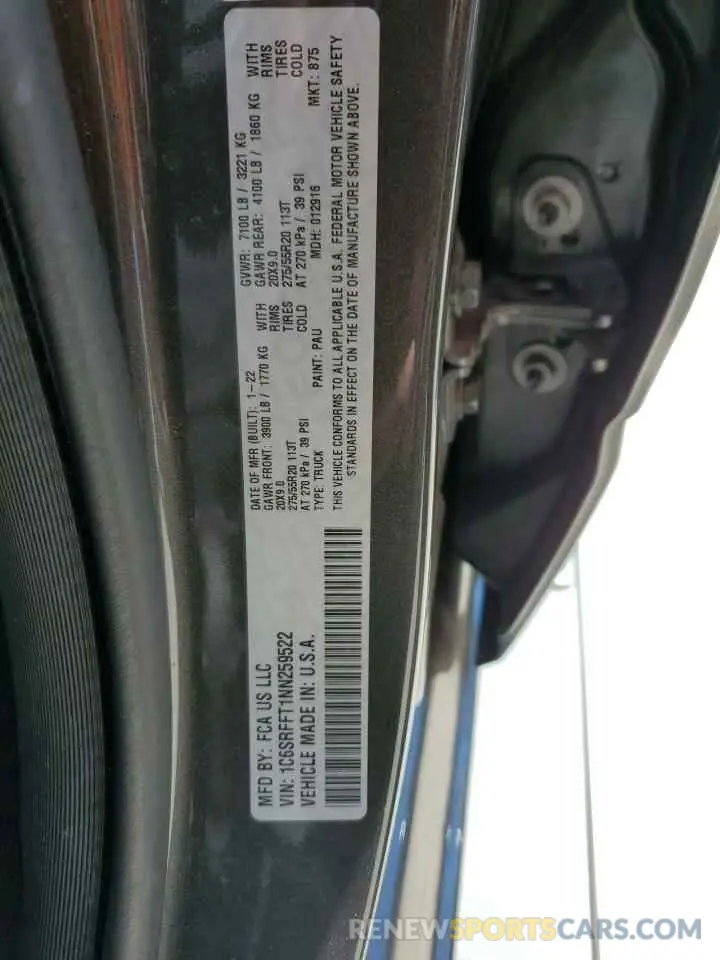 MFD BY: FCA US LLC
VIN: 1C6SRFFT1NN259522
VEHICLE MADE IN: U.S.A.
DATE OF MFR (BUILT): 1-22 GVWR: 7100 LB / 3221 KG
GAWR FRONT: 3900 LB / 1770 KG WITH GAWR REAR: 4100 LB / 1860 KG WITH
20X9.0 RIMS 20X9.0 RIMS
275/55R20 113T TIRES 275/55R20 113T TIRES
AT 270 kPa / 39 PSI COLD AT 270 kPa / 39 PSI COLD
TYPE: TRUCK PAINT: PAU MDH: 012916 MKT: 875
THIS VEHICLE CONFORMS TO ALL APPLICABLE U.S.A. FEDERAL MOTOR VEHICLE SAFETY
STANDARDS IN EFFECT ON THE DATE OF MANUFACTURE SHOWN ABOVE.
RENEWSPORTSCARS.COM